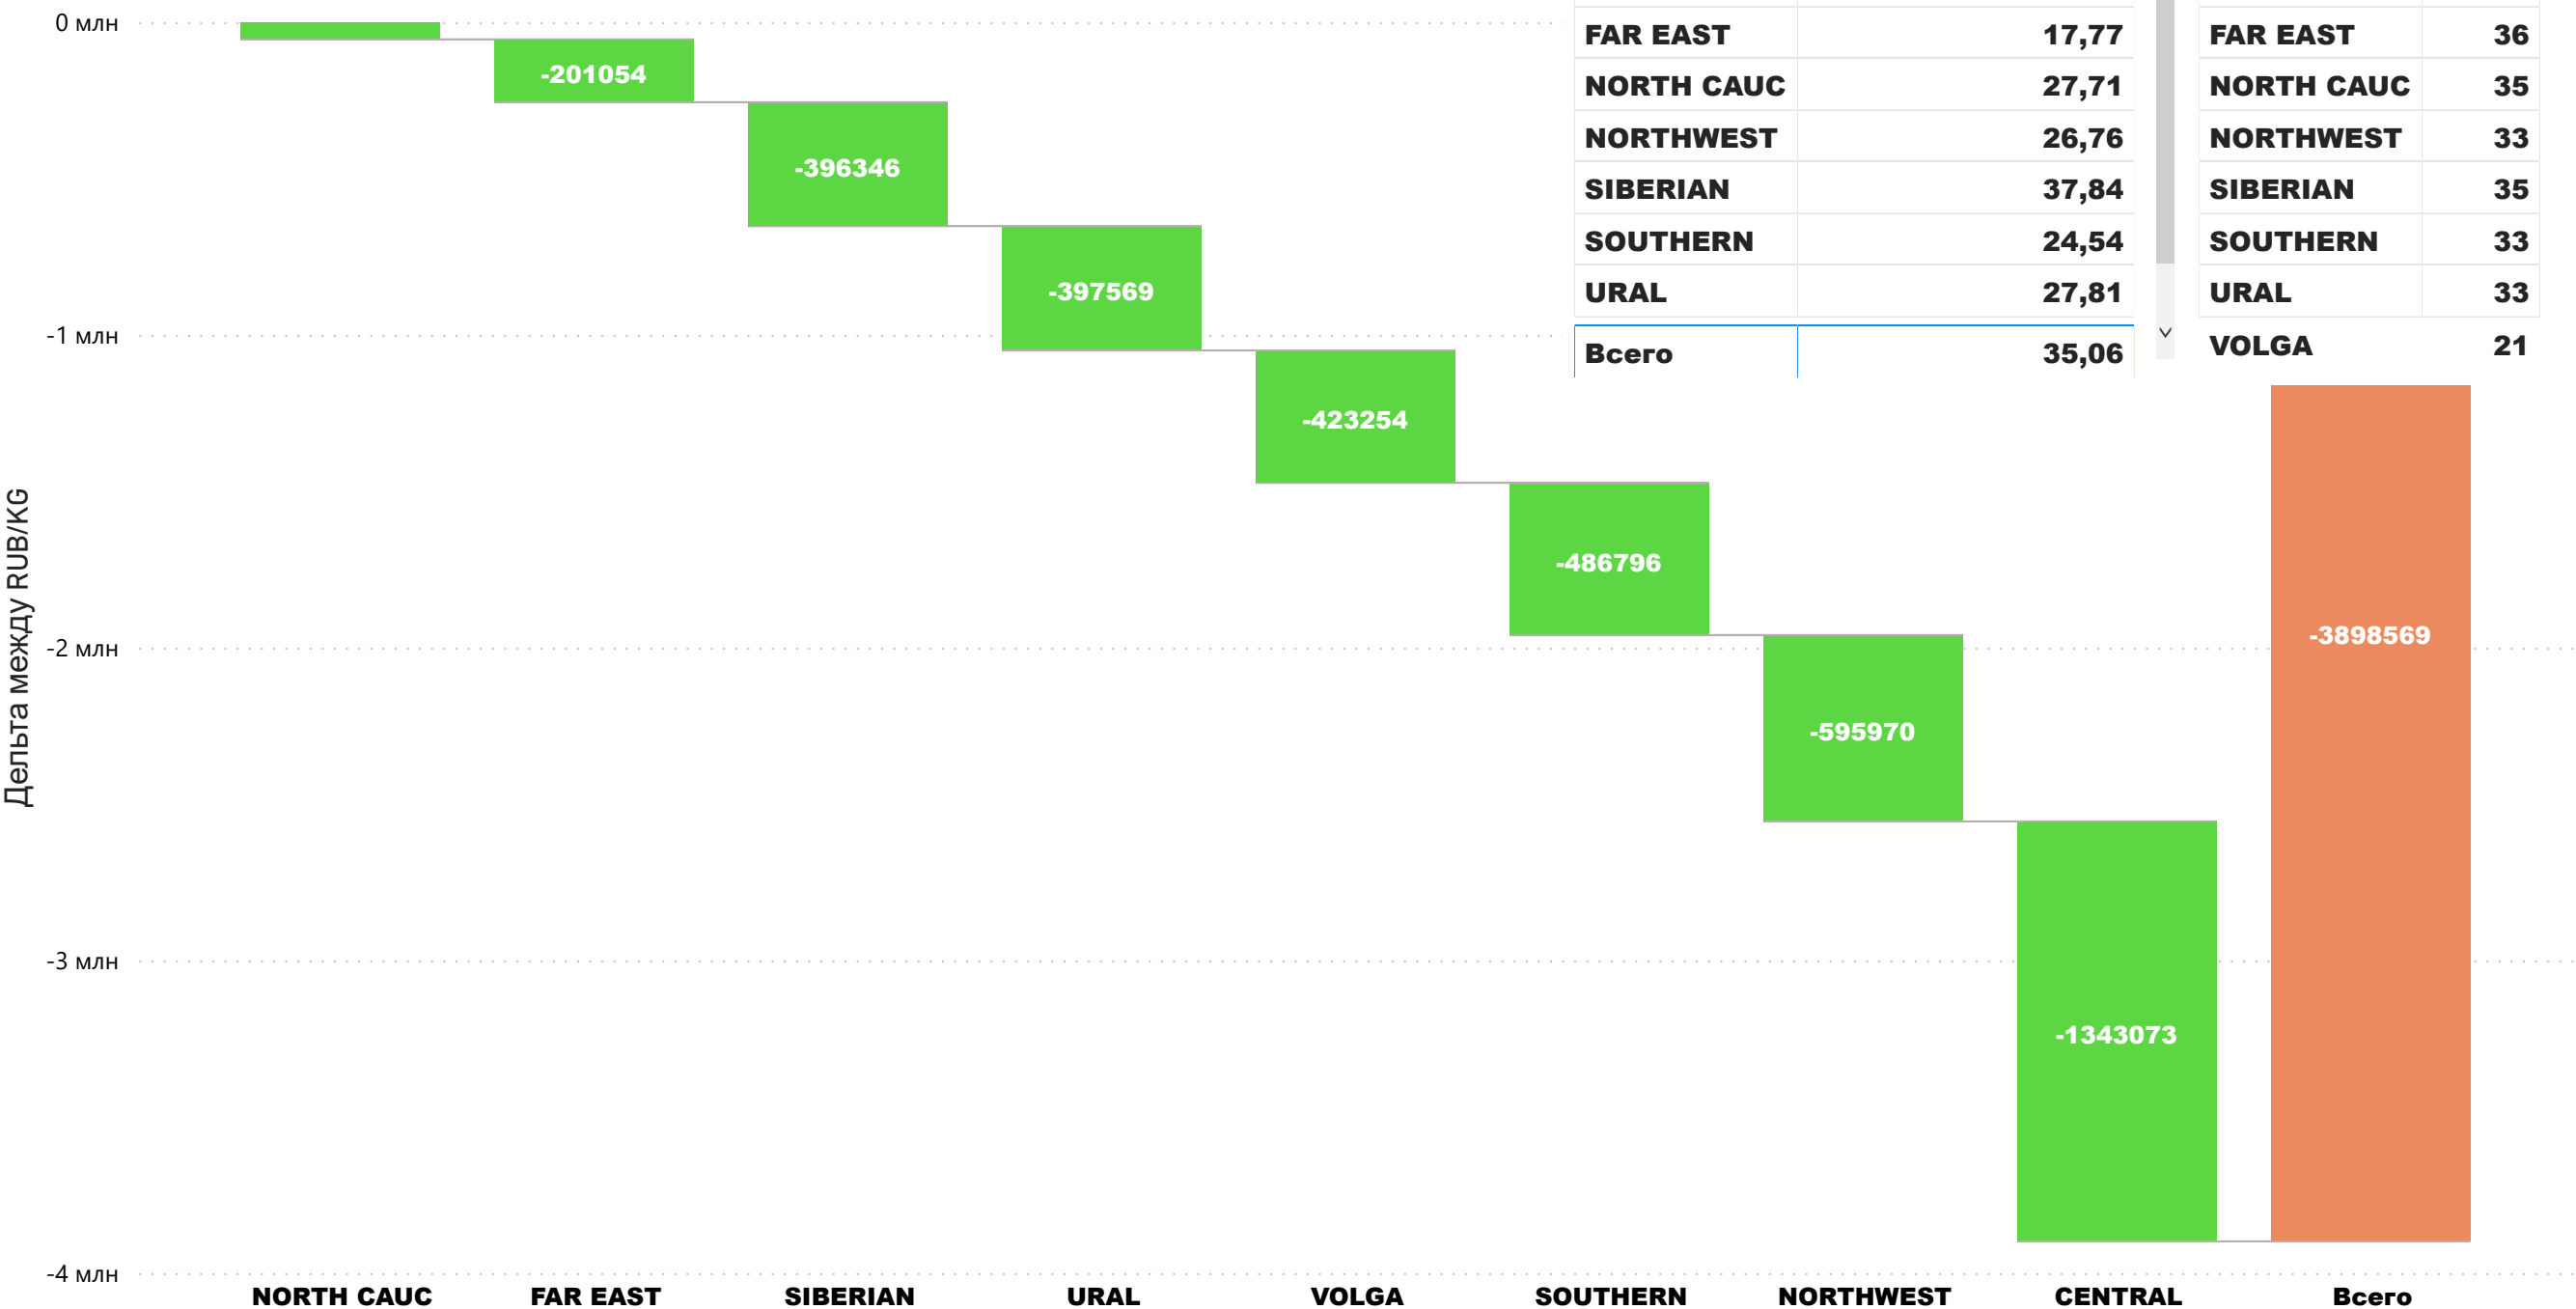 0 млн
-1 млн
-2 млн
-3 млн
-4 млн
Дельта между RUB/KG
-201054
-396346
-397569
-423254
-486796
-595970
-1343073
-3898569
NORTH CAUC FAR EAST SIBERIAN URAL VOLGA SOUTHERN NORTHWEST CENTRAL Всего
FAR EAST 17,77
NORTH CAUC 27,71
NORTHWEST 26,76
SIBERIAN 37,84
SOUTHERN 24,54
URAL 27,81
Всего 35,06
FAR EAST 36
NORTH CAUC 35
NORTHWEST 33
SIBERIAN 35
SOUTHERN 33
URAL 33
VOLGA 21